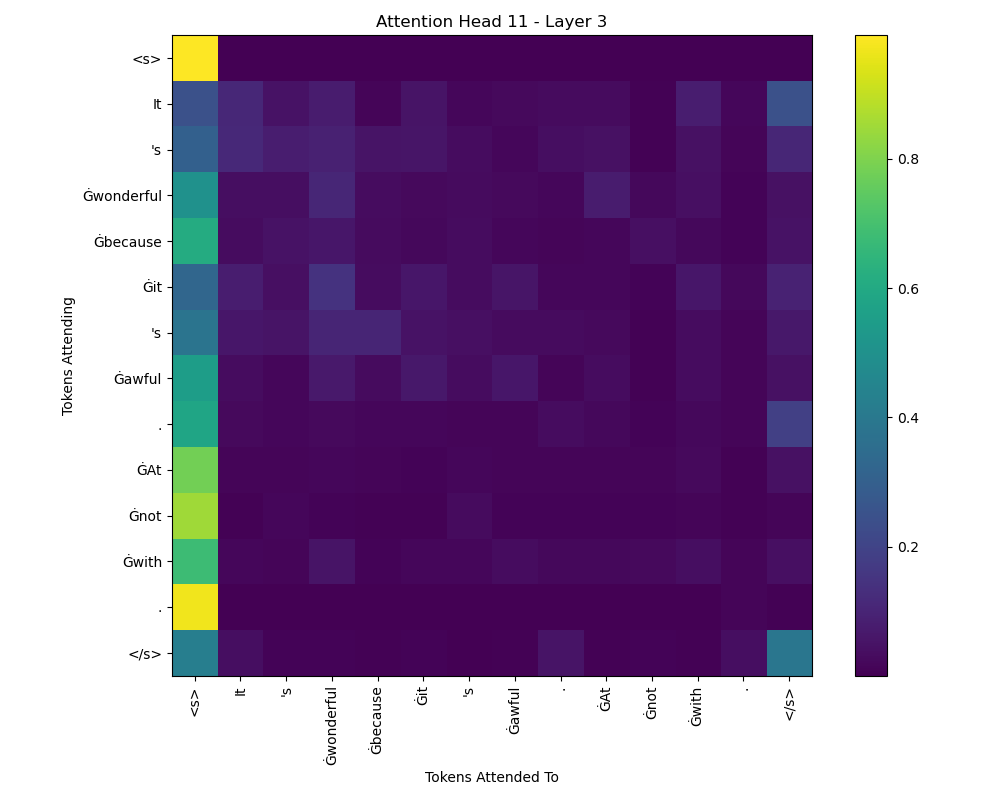 Attention Head 11 - Layer 3
Tokens Attending
<s>
It
's
Ġwonderful
Ġbecause
Ġit
's
Ġawful
.
ĠAt
Ġnot
Ġwith
.
</s>
<s>
It
's
Ġwonderful
Ġbecause
Ġit
's
Ġawful
.
ĠAt
Ġnot
Ġwith
.
</s>
Tokens Attended To
0.8
0.6
0.4
0.2